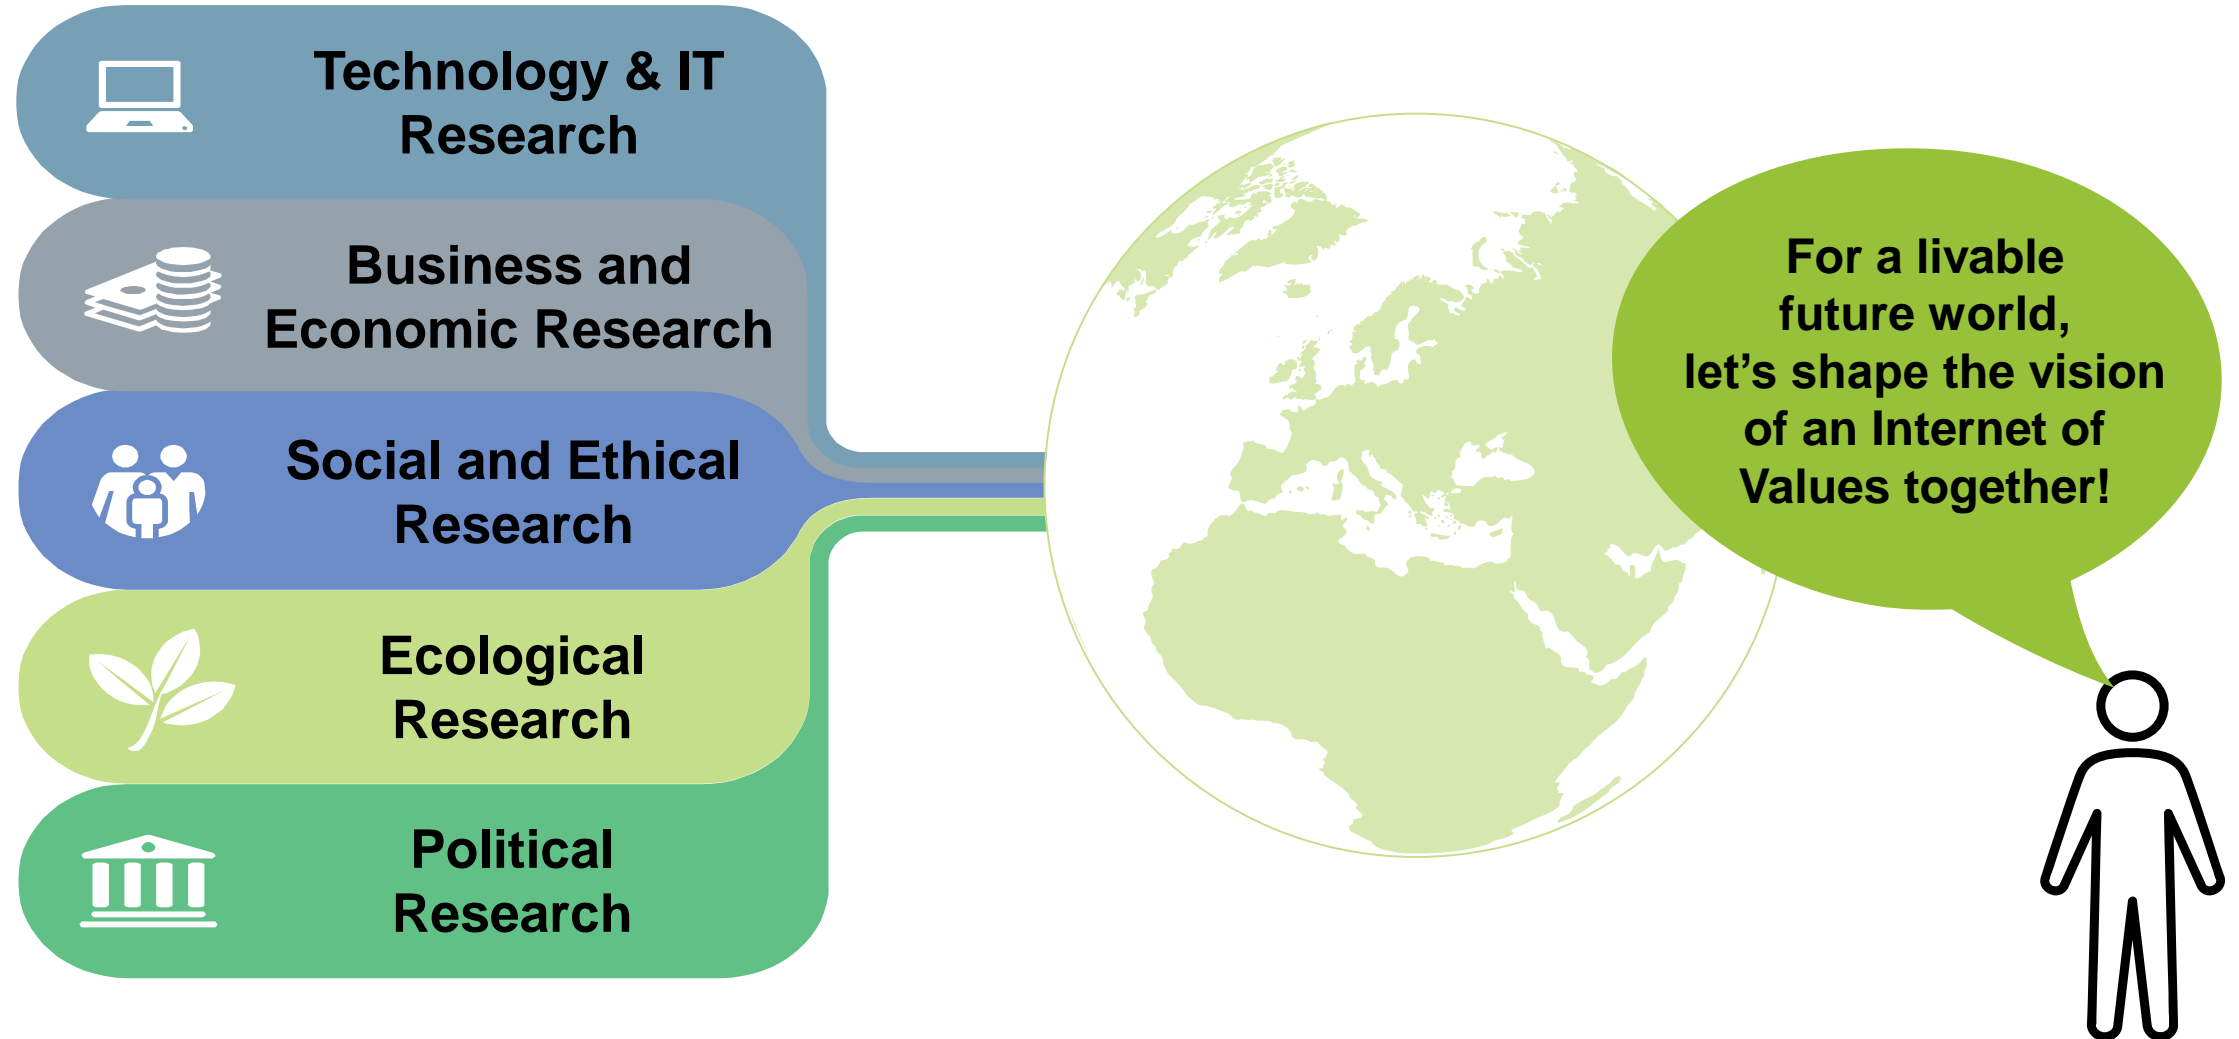 Technology & IT
Research
Business and
Economic Research
Social and Ethical
Research
Ecological
Research
Political
Research
For a livable
future world,
let’s shape the vision
of an Internet of
Values together!